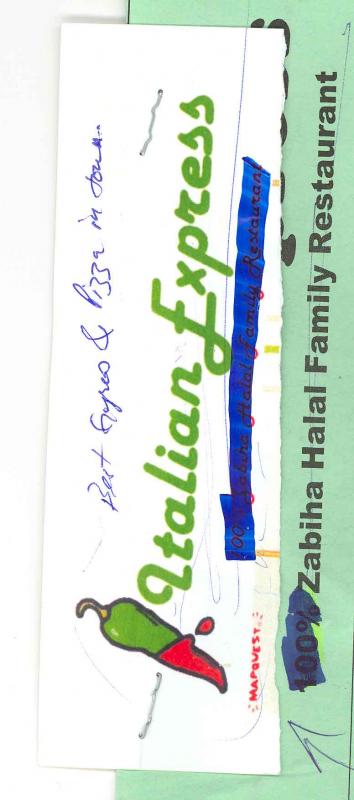 Best Gyros & Pizza in town..
Italian Express
100% Zabiha Halal Family Restaurant
MAPQUEST
100% Zabiha Halal Family Restaurant